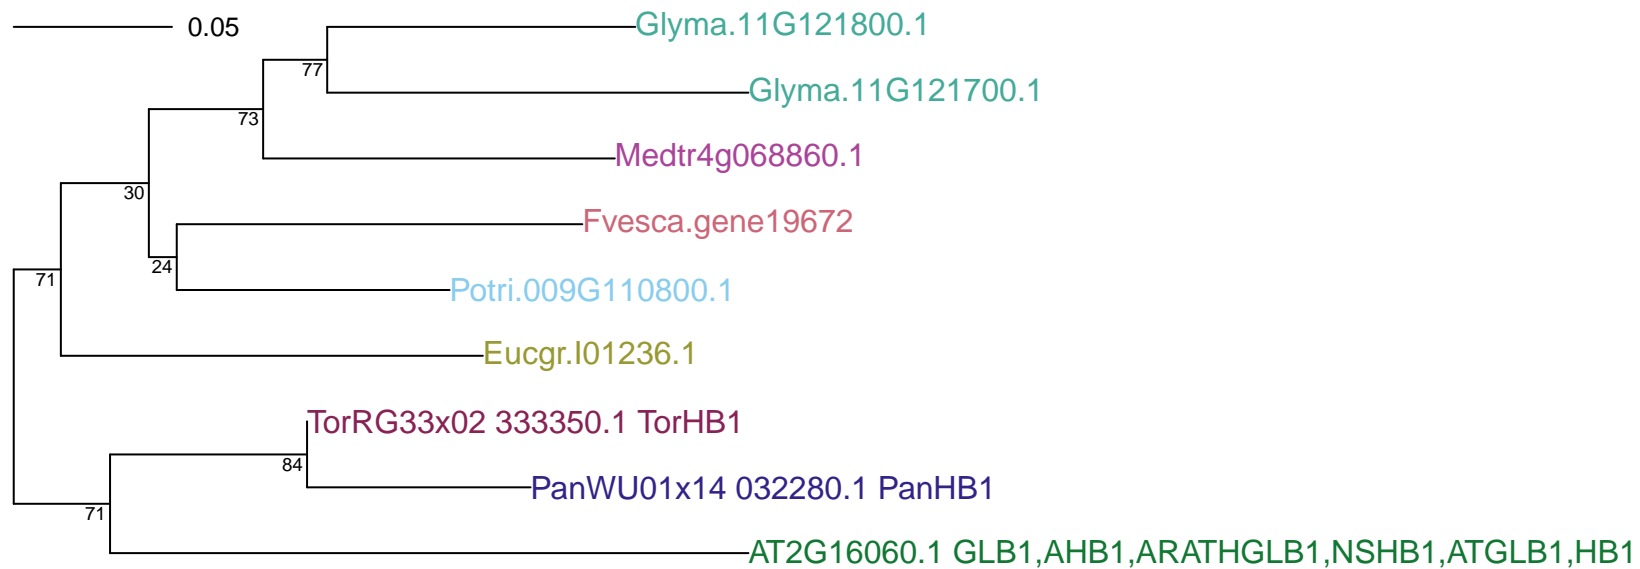 0.05
Glyma.11G121800.1
77
Glyma.11G121700.1
73
Medtr4g068860.1
30
Fvesca.gene19672
24
71
Potri.009G110800.1
Eucgr.I01236.1
TorRG33x02 333350.1 TorHB1
84
PanWU01x14 032280.1 PanHB1
71
AT2G16060.1 GLB1,AHB1,ARATHGLB1,NSHB1,ATGLB1,HB1